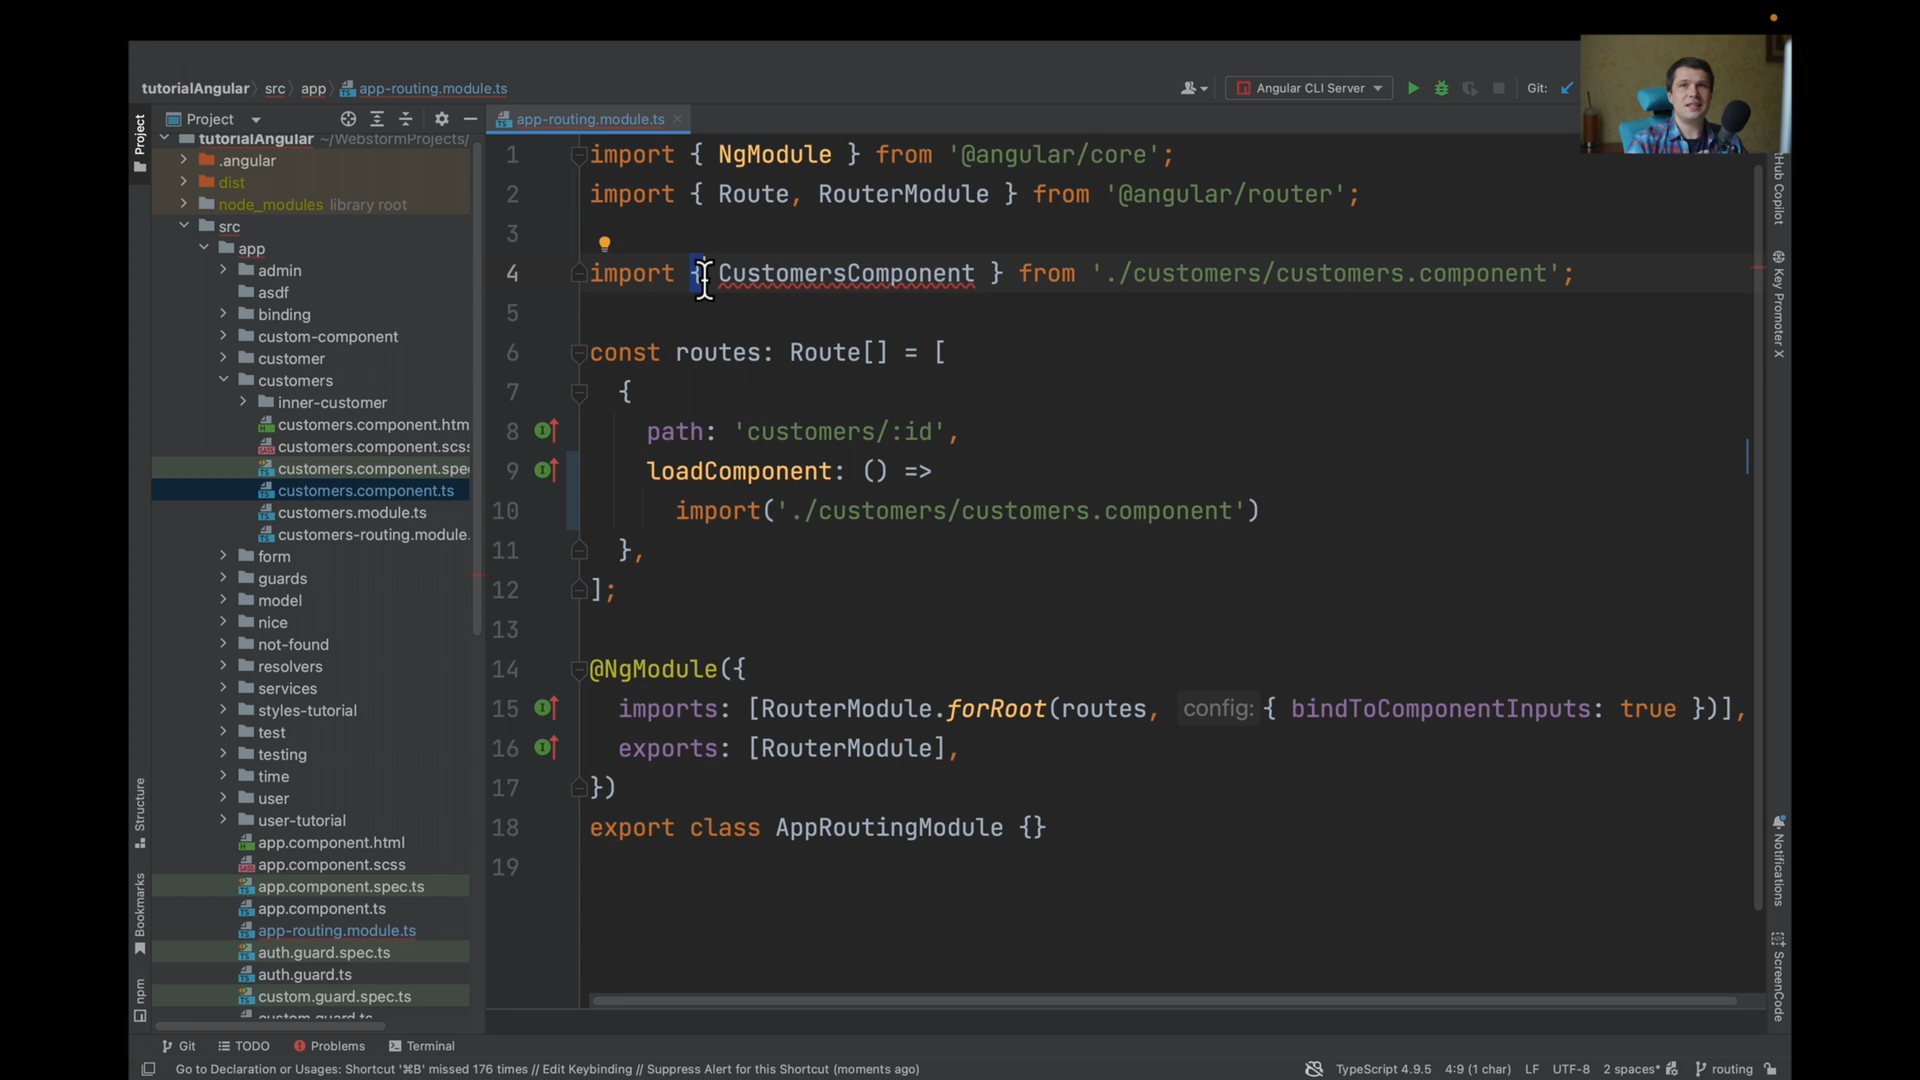 tutorialAngular src app app-routing.module.ts
Angular CLI Server
Git:
Project
app-routing.module.ts
tutorialAngular ~/WebstormProjects/
.angular
dist
node_modules library root
src
app
admin
asdf
binding
custom-component
customer
customers
inner-customer
customers.component.htm
customers.component.scss
customers.component.spe
customers.component.ts
customers.module.ts
customers-routing.module.
form
guards
model
nice
not-found
resolvers
services
styles-tutorial
test
testing
time
user
user-tutorial
app.component.html
app.component.scss
app.component.spec.ts
app.component.ts
app-routing.module.ts
auth.guard.spec.ts
auth.guard.ts
custom.guard.spec.ts
custom.guard.ts
Project
Structure
Bookmarks
npm
1 import { NgModule } from '@angular/core';
2 import { Route, RouterModule } from '@angular/router';
3
4 import { CustomersComponent } from './customers/customers.component';
5
6 const routes: Route[] = [
7 {
8 path: 'customers/:id',
9 loadComponent: () =>
10 import('./customers/customers.component')
11 },
12 ];
13
14 @NgModule({
15 imports: [RouterModule.forRoot(routes, config: { bindToComponentInputs: true })],
16 exports: [RouterModule],
17 })
18 export class AppRoutingModule {}
19
tHub Copilot
Key Promoter X
Notifications
ScreenCode
Git TODO Problems Terminal
Go to Declaration or Usages: Shortcut '⌘B' missed 176 times // Edit Keybinding // Suppress Alert for this Shortcut (moments ago)
TypeScript 4.9.5 4:9 (1 char) LF UTF-8 2 spaces* routing